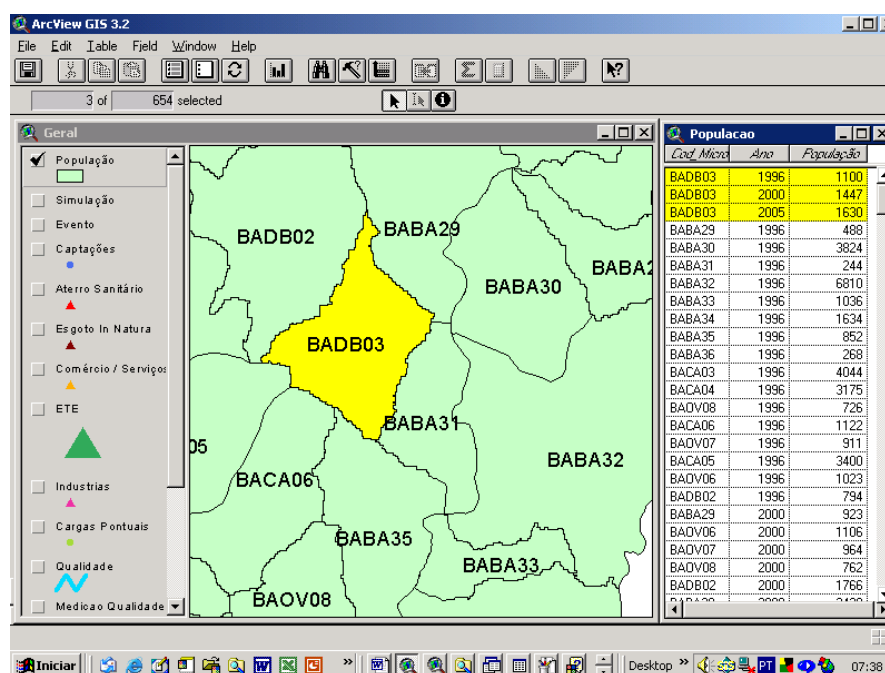 ArcView GIS 3.2
File Edit Table Field Window Help
3 of 654 selected
Geral
População
Simulação
Evento
Captações
Aterro Sanitário
Esgoto In Natura
Comércio / Serviços
ETE
Industrias
Cargas Pontuais
Qualidade
Medicao Qualidade
BADB02
BABA29
BABA2
BABA30
BADB03
BABA31
05
BABA32
BACA06
BABA35
BABA33
BAOV08
Populacao
Cod_Micro Ano População
BADB03 1996 1100
BADB03 2000 1447
BADB03 2005 1630
BABA29 1996 488
BABA30 1996 3824
BABA31 1996 244
BABA32 1996 6810
BABA33 1996 1036
BABA34 1996 1634
BABA35 1996 852
BABA36 1996 268
BACA03 1996 4044
BACA04 1996 3175
BAOV08 1996 726
BACA06 1996 1122
BAOV07 1996 911
BACA05 1996 3400
BAOV06 1996 1023
BADB02 1996 794
BABA29 2000 923
BAOV06 2000 1106
BAOV07 2000 964
BAOV08 2000 762
BADB02 2000 1766
Iniciar » Desktop » PT 07:38